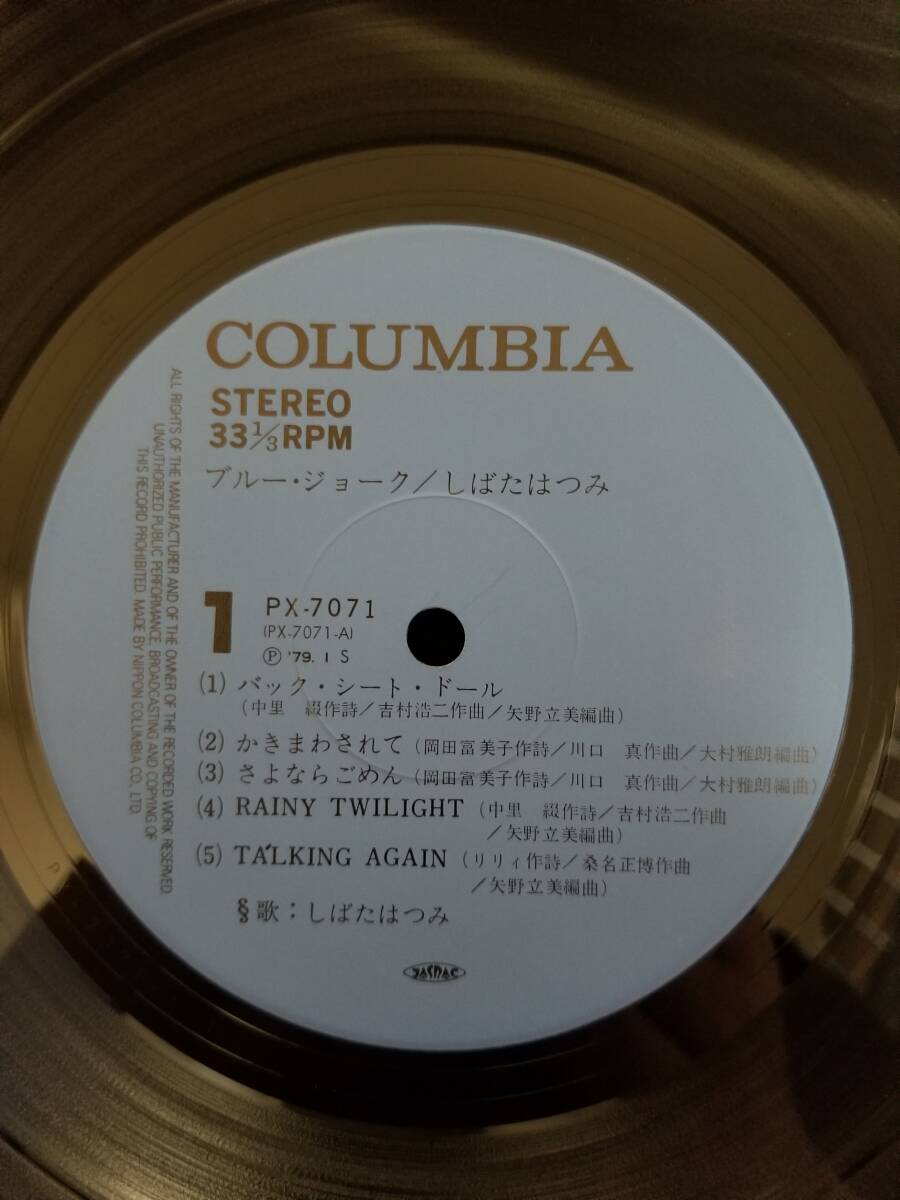 COLUMBIA
STEREO
33 1/3 RPM
ブルー・ジョーク/しばたはつみ
1
PX-7071
(PX-7071-A)
Ⓟ '79. 1 S
(1) バック・シート・ドール
(中里 綴作詩/吉村浩二作曲/矢野立美編曲)
(2) かきまわされて (岡田富美子作詩/川口 真作曲/大村雅朗編曲)
(3) さよならごめん (岡田富美子作詩/川口 真作曲/大村雅朗編曲)
(4) RAINY TWILIGHT (中里 綴作詩/吉村浩二作曲
/矢野立美編曲)
(5) TA'LKING AGAIN (リリィ作詩/桑名正博作曲
/矢野立美編曲)
§歌:しばたはつみ
JASRAC
ALL RIGHTS OF THE MANUFACTURER AND OF THE OWNER OF THE RECORDED WORK RESERVED.
UNAUTHORIZED PUBLIC PERFORMANCE BROADCASTING AND COPYING OF
THIS RECORD PROHIBITED. MADE BY NIPPON COLUMBIA CO., LTD.